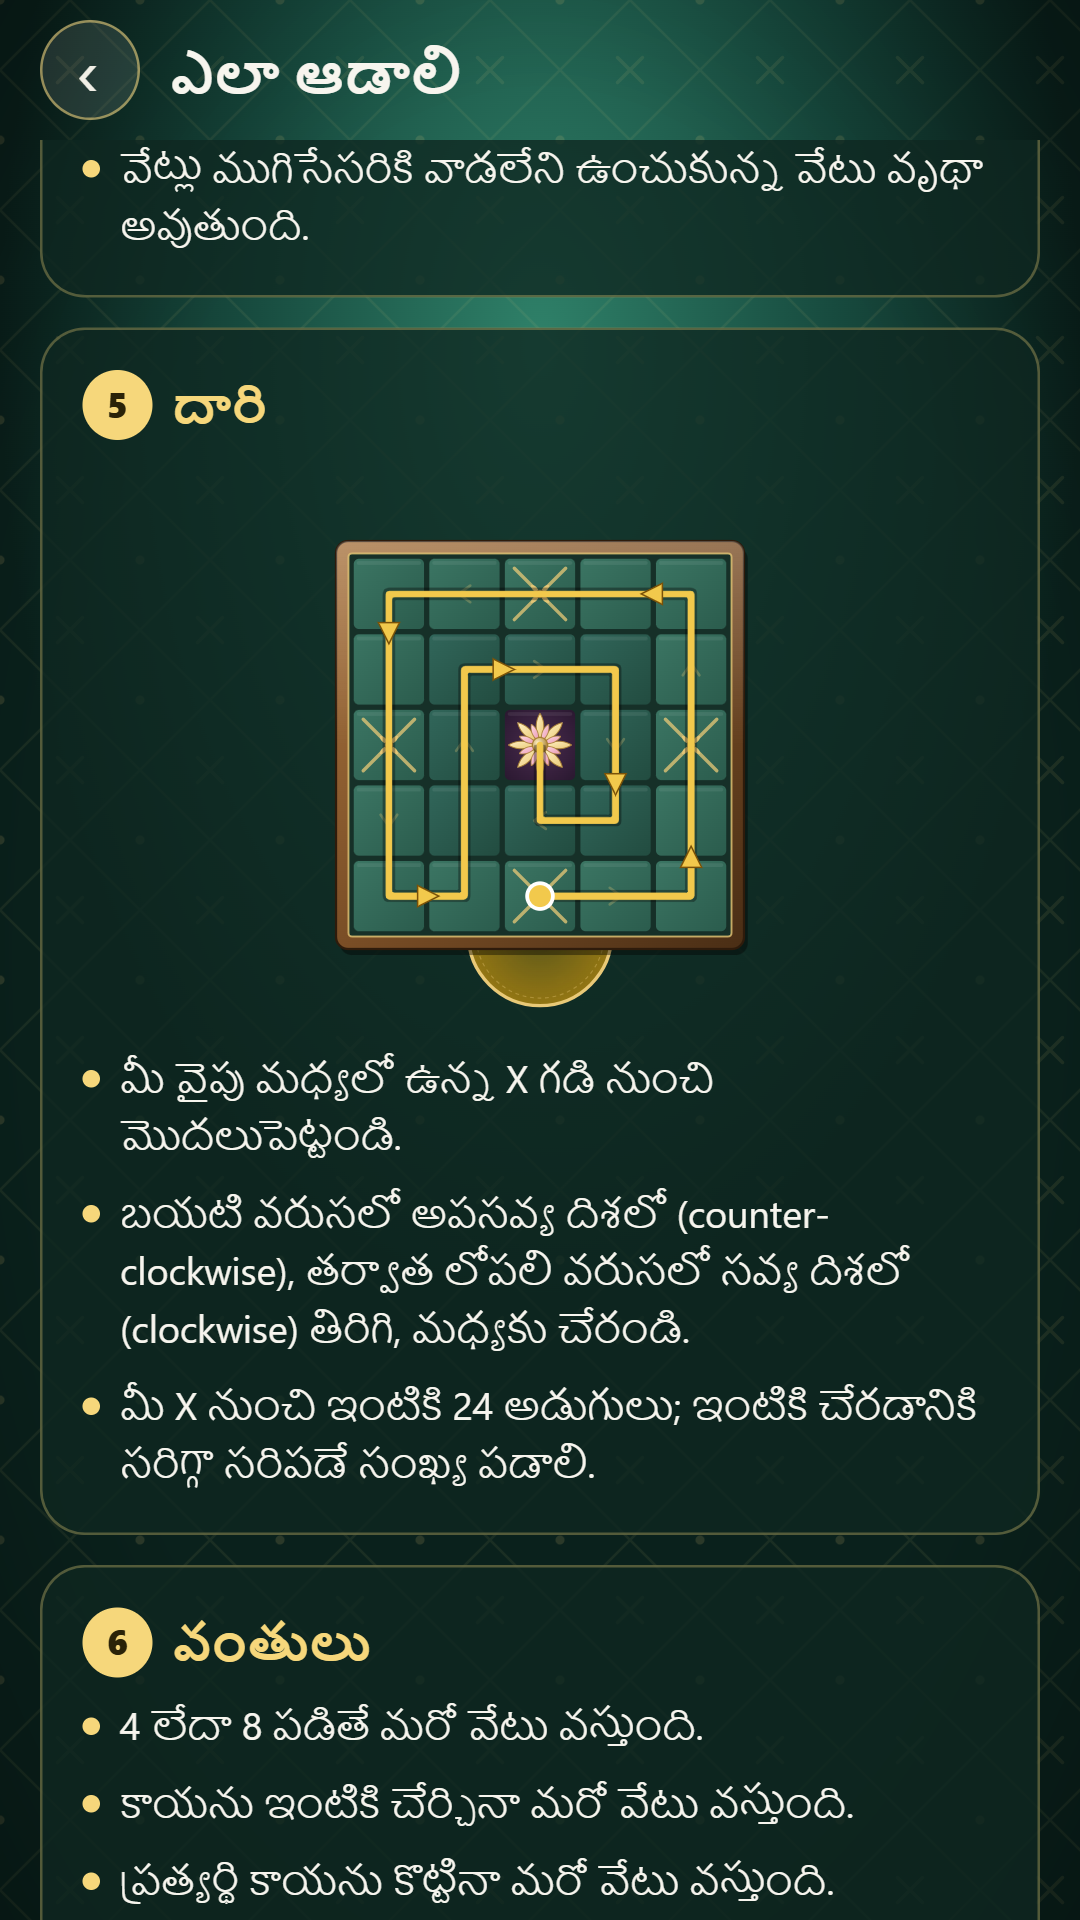 ఎలా ఆడాలి
వేట్లు ముగిసేసరికి వాడలేని ఉంచుకున్న వేటు వృథా
అవుతుంది.
5 దారి
మీ వైపు మధ్యలో ఉన్న X గడి నుంచి
మొదలుపెట్టండి.
బయటి వరుసలో అపసవ్య దిశలో (counter-
clockwise), తర్వాత లోపలి వరుసలో సవ్య దిశలో
(clockwise) తిరిగి, మధ్యకు చేరండి.
మీ X నుంచి ఇంటికి 24 అడుగులు; ఇంటికి చేరడానికి
సరిగ్గా సరిపడే సంఖ్య పడాలి.
6 వంతులు
4 లేదా 8 పడితే మరో వేటు వస్తుంది.
కాయను ఇంటికి చేర్చినా మరో వేటు వస్తుంది.
ప్రత్యర్థి కాయను కొట్టినా మరో వేటు వస్తుంది.